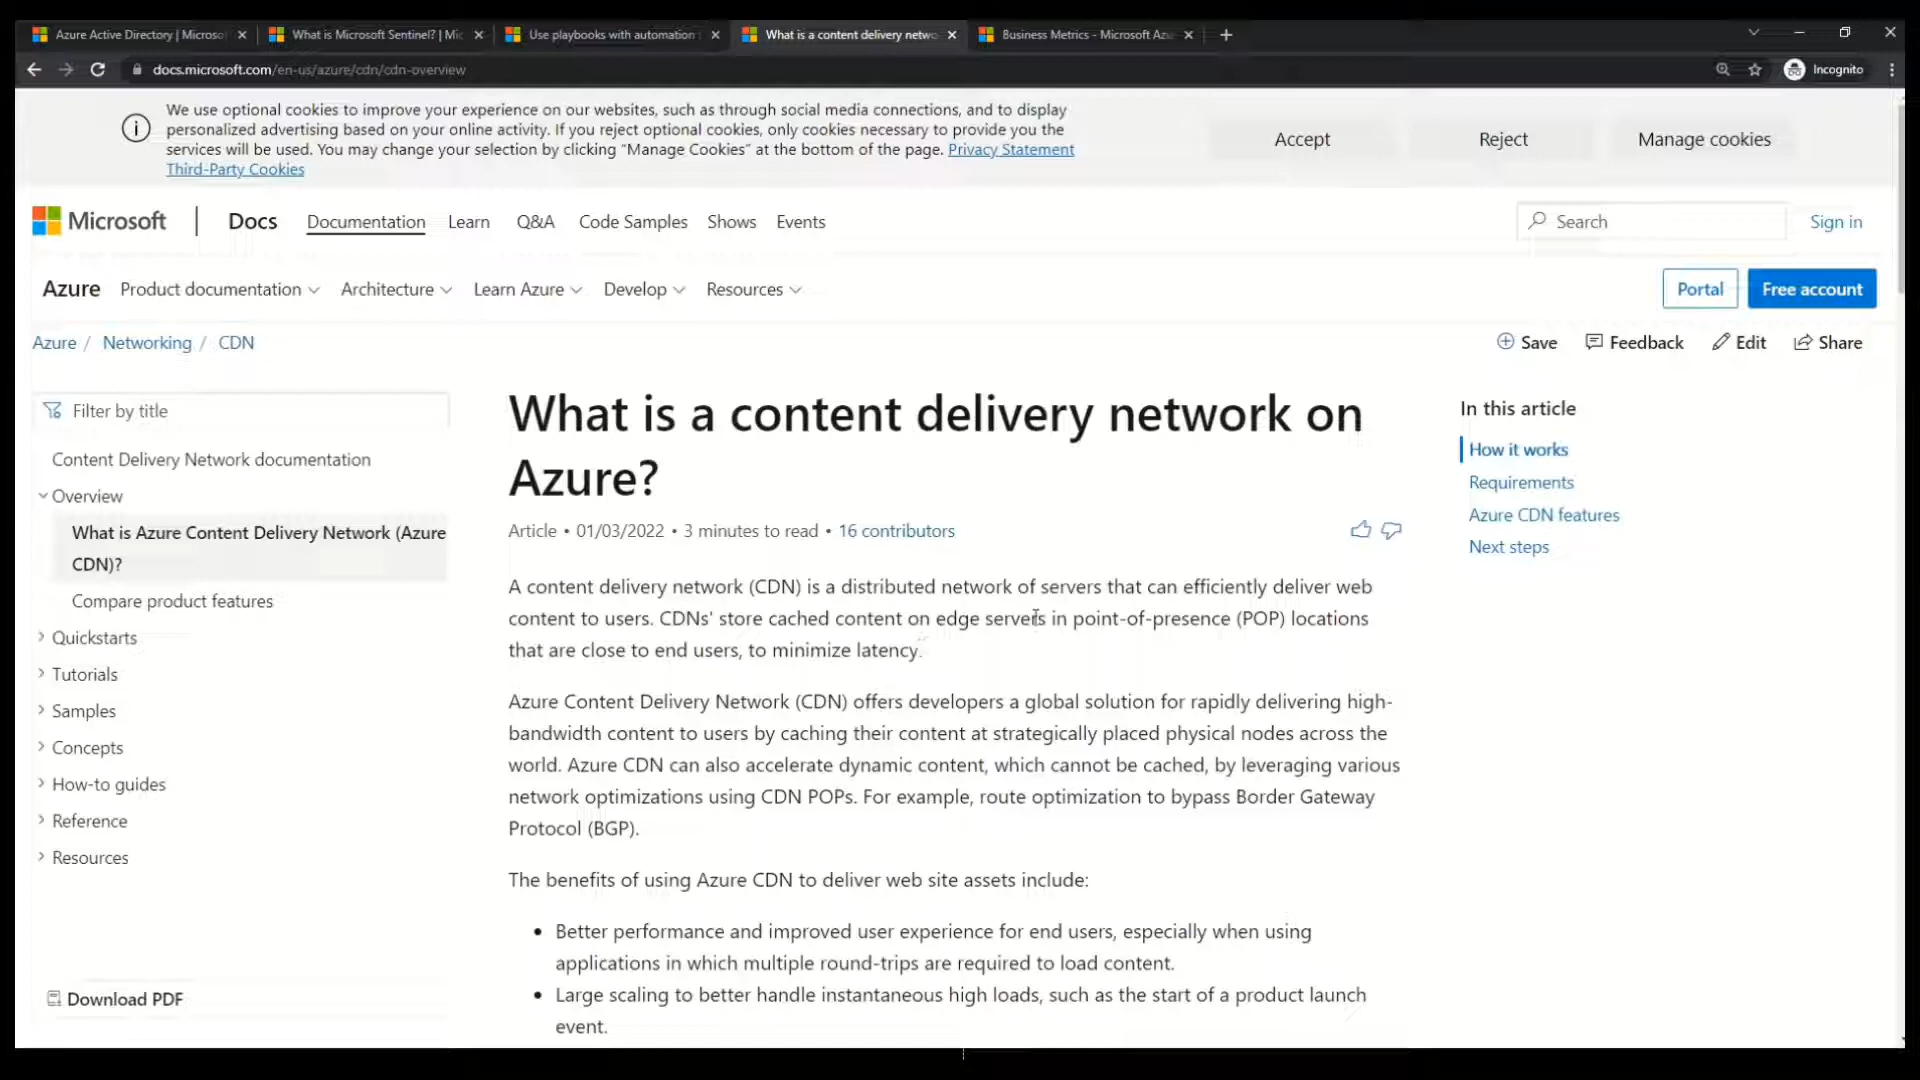 Azure Active Directory | Microso
What is Microsoft Sentinel? | Mic
Use playbooks with automation
What is a content delivery netwo
Business Metrics - Microsoft Azu
docs.microsoft.com/en-us/azure/cdn/cdn-overview
Incognito
We use optional cookies to improve your experience on our websites, such as through social media connections, and to display
personalized advertising based on your online activity. If you reject optional cookies, only cookies necessary to provide you the
services will be used. You may change your selection by clicking "Manage Cookies" at the bottom of the page. Privacy Statement
Third-Party Cookies
Accept
Reject
Manage cookies
Microsoft
Docs
Documentation
Learn
Q&A
Code Samples
Shows
Events
Search
Sign in
Azure
Product documentation
Architecture
Learn Azure
Develop
Resources
Portal
Free account
Azure / Networking / CDN
Save
Feedback
Edit
Share
Filter by title
Content Delivery Network documentation
Overview
What is Azure Content Delivery Network (Azure
CDN)?
Compare product features
Quickstarts
Tutorials
Samples
Concepts
How-to guides
Reference
Resources
Download PDF
What is a content delivery network on
Azure?
Article • 01/03/2022 • 3 minutes to read • 16 contributors
A content delivery network (CDN) is a distributed network of servers that can efficiently deliver web
content to users. CDNs' store cached content on edge servers in point-of-presence (POP) locations
that are close to end users, to minimize latency.
Azure Content Delivery Network (CDN) offers developers a global solution for rapidly delivering high-
bandwidth content to users by caching their content at strategically placed physical nodes across the
world. Azure CDN can also accelerate dynamic content, which cannot be cached, by leveraging various
network optimizations using CDN POPs. For example, route optimization to bypass Border Gateway
Protocol (BGP).
The benefits of using Azure CDN to deliver web site assets include:
• Better performance and improved user experience for end users, especially when using
applications in which multiple round-trips are required to load content.
• Large scaling to better handle instantaneous high loads, such as the start of a product launch
event.
In this article
How it works
Requirements
Azure CDN features
Next steps